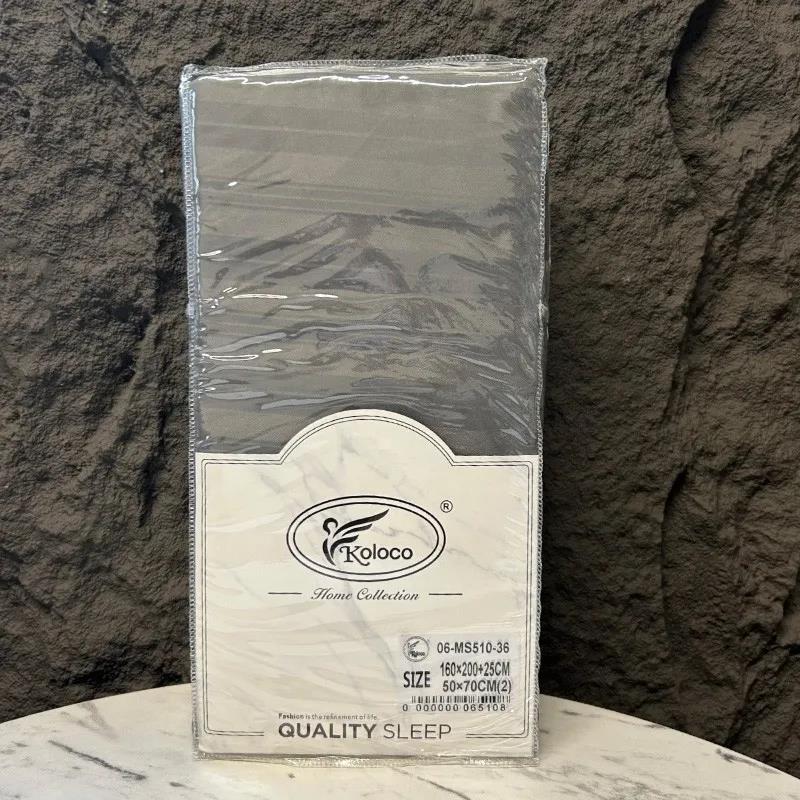 Koloco ®
Home Collection
Koloco 06-MS510-36
SIZE 160×200+25CM
50×70CM(2)
0 000000 065108
Fashion is the refinement of life.
QUALITY SLEEP